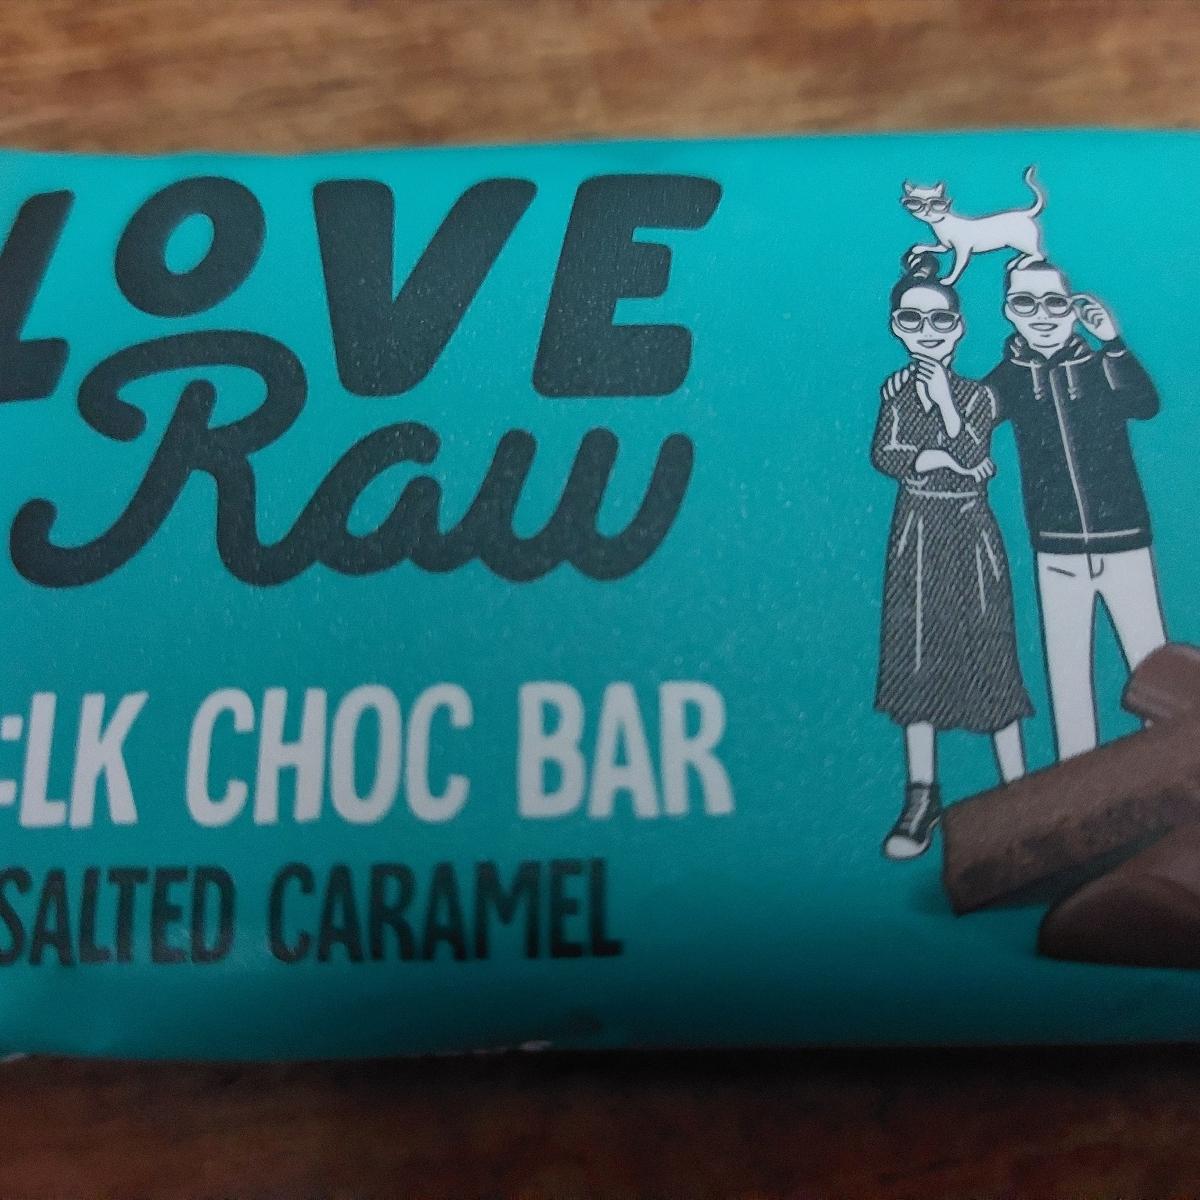 LOVE
Raw
:LK CHOC BAR
SALTED CARAMEL